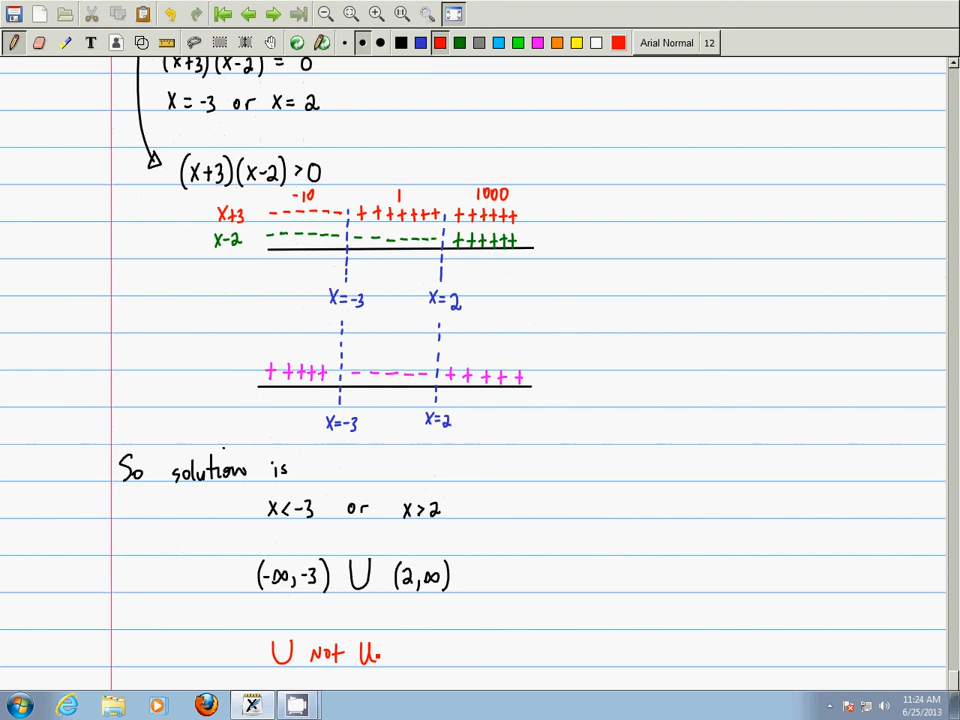 Arial Normal 12
(x+3)(x-2) = 0
x = -3 or x = 2
(x+3)(x-2) > 0
-10 1 1000
x+3 - - - - - - + + + + + + + + + + + + +
x-2 - - - - - - - - - - - - - + + + + + +
x=-3 x=2
+ + + + + - - - - - - + + + + +
x=-3 x=2
So solution is
x < -3 or x > 2
(-∞, -3) ∪ (2, ∞)
U not U.
11:24 AM
6/25/2013